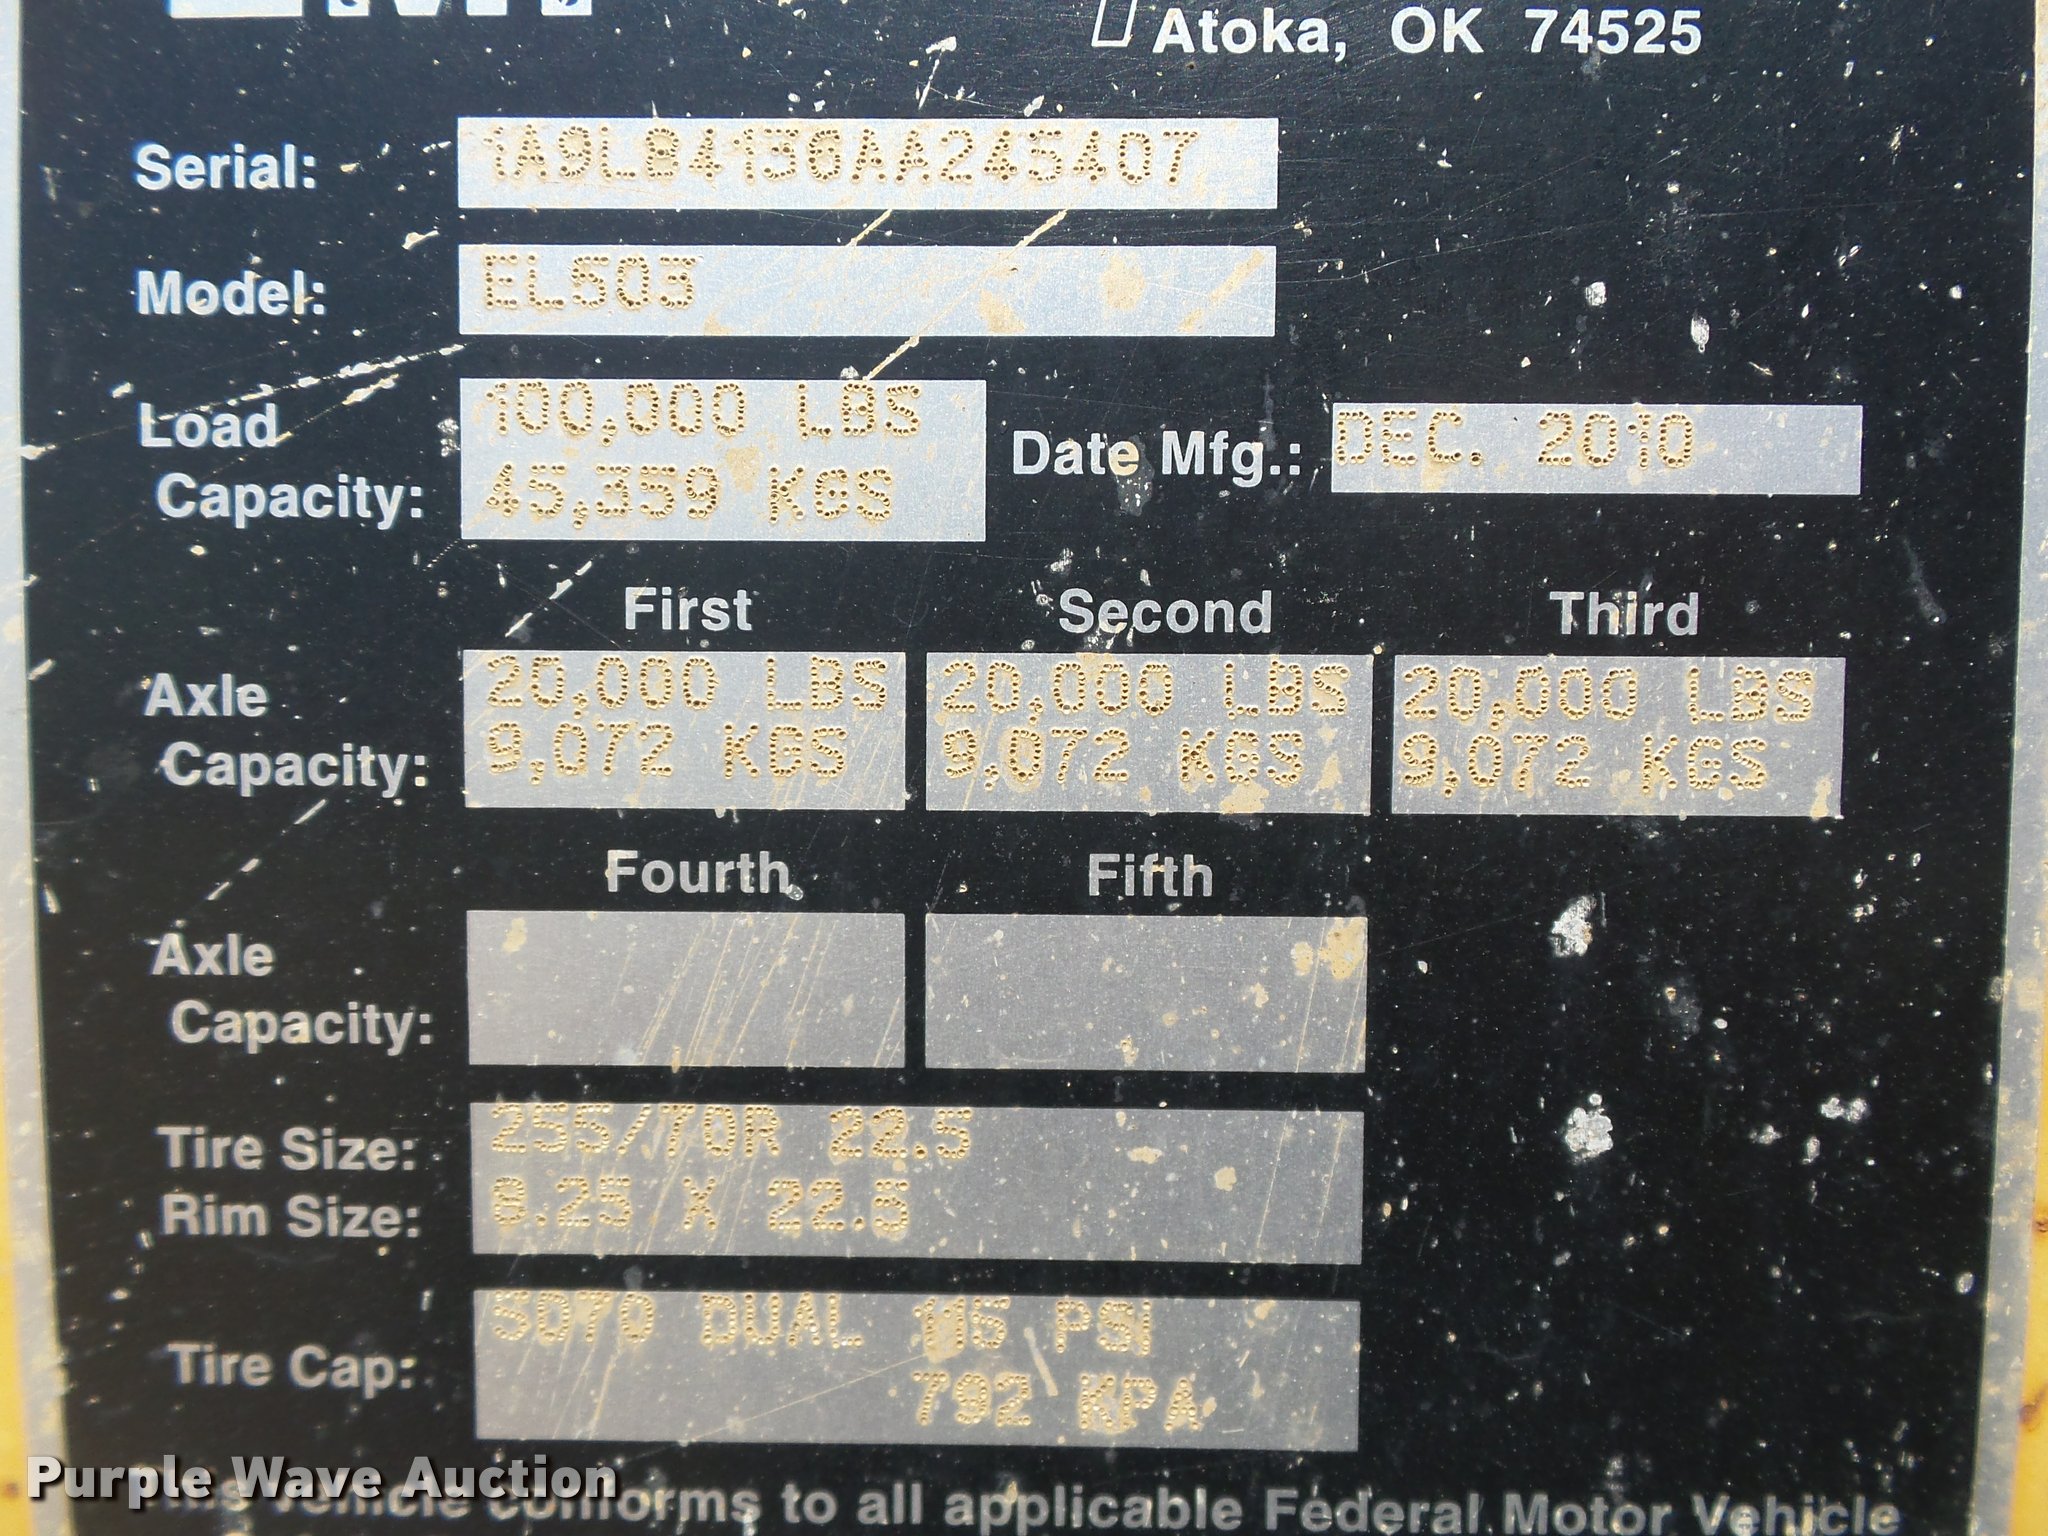 Atoka, OK 74525
Serial: 1A9LB4136AA245407
Model: EL503
Load Capacity: 100,000 LBS
45,359 KGS
Date Mfg.: DEC. 2010
First Second Third
Axle Capacity: 20,000 LBS 20,000 LBS 20,000 LBS
9,072 KGS 9,072 KGS 9,072 KGS
Fourth Fifth
Axle Capacity:
Tire Size: 255/70R 22.5
Rim Size: 8.25 X 22.5
Tire Cap: 5070 DUAL 115 PSI
792 KPA
This vehicle conforms to all applicable Federal Motor Vehicle
Purple Wave Auction